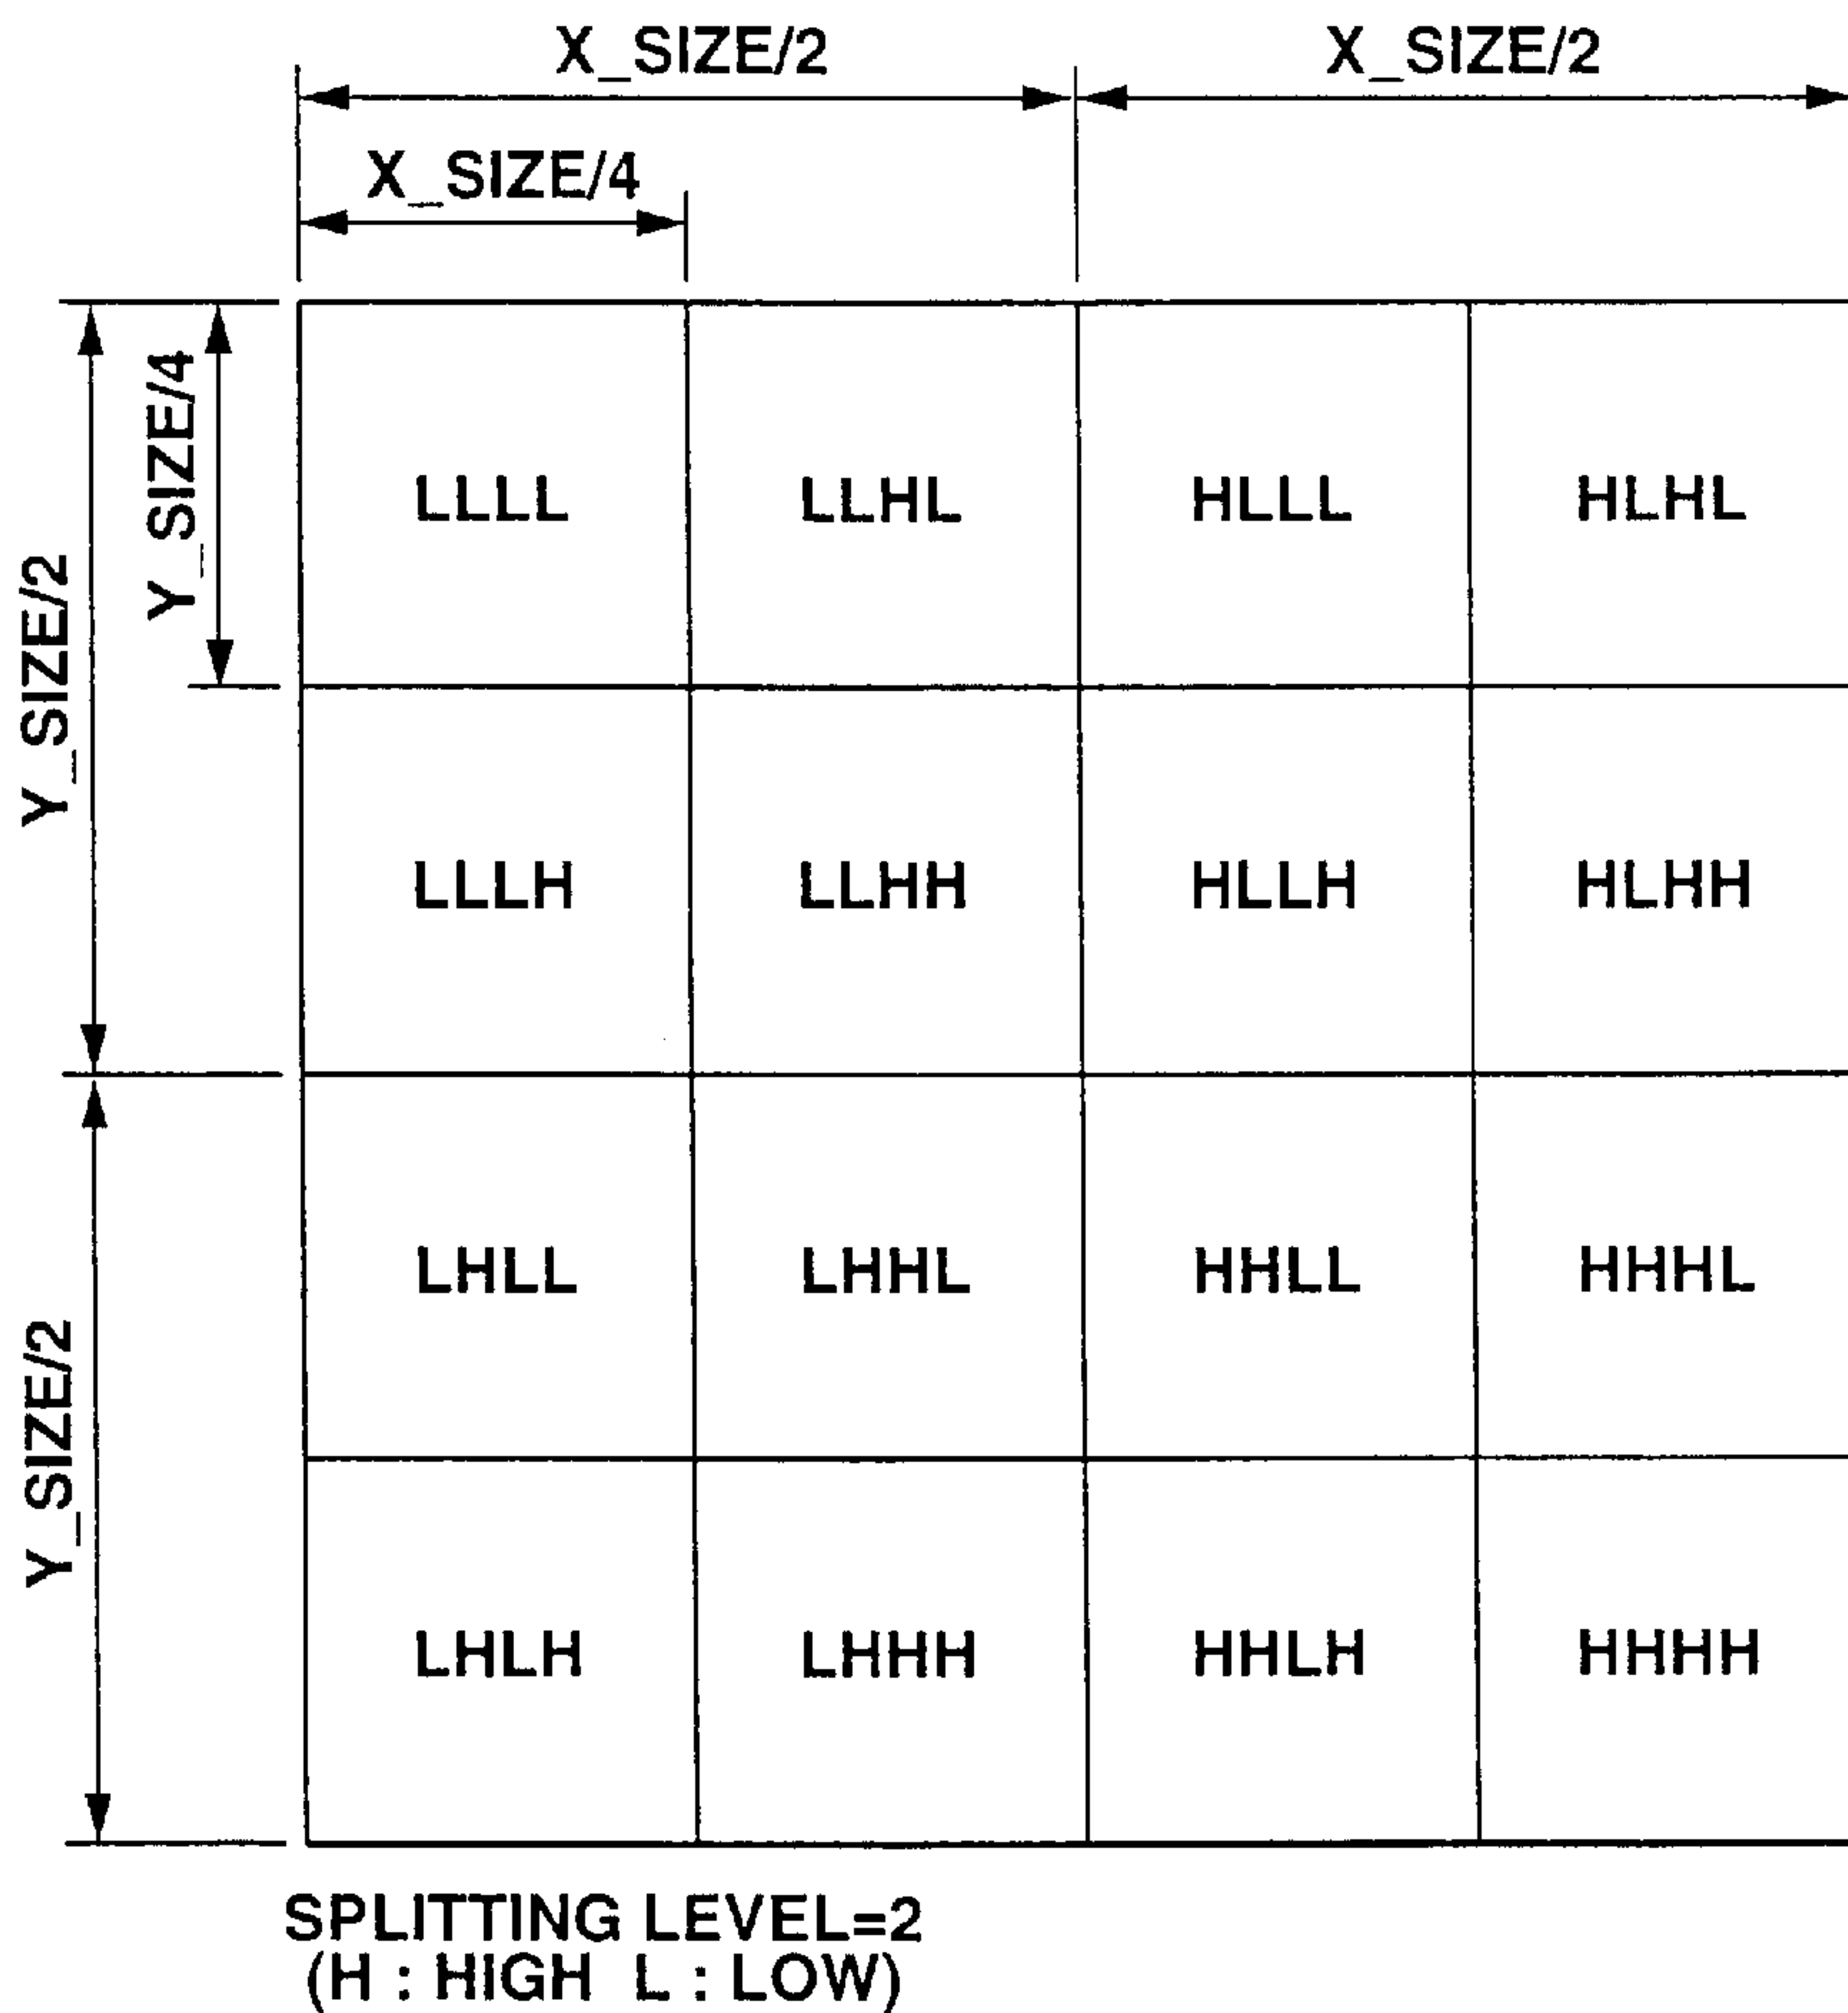 X_SIZE/2 X_SIZE/2
X_SIZE/4
Y_SIZE/2
Y_SIZE/4
LLLL LLHL HLLL HLHL
LLLH LLHH HLLH HLHH
Y_SIZE/2
LHLL LHHL HHLL HHHL
LHLH LHHH HHLH HHHH
SPLITTING LEVEL=2
(H : HIGH L : LOW)